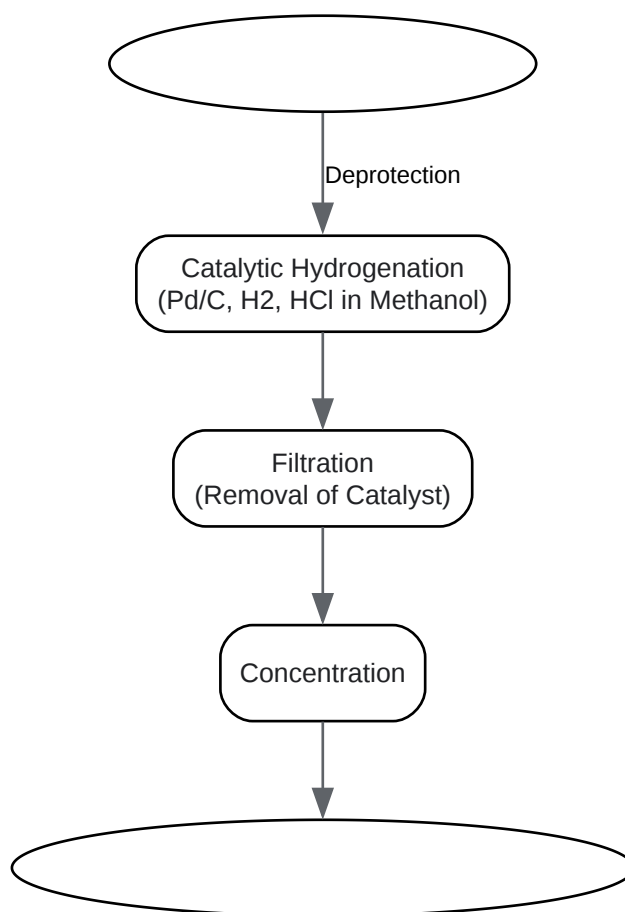 Deprotection
Catalytic Hydrogenation
(Pd/C, H2, HCl in Methanol)
Filtration
(Removal of Catalyst)
Concentration